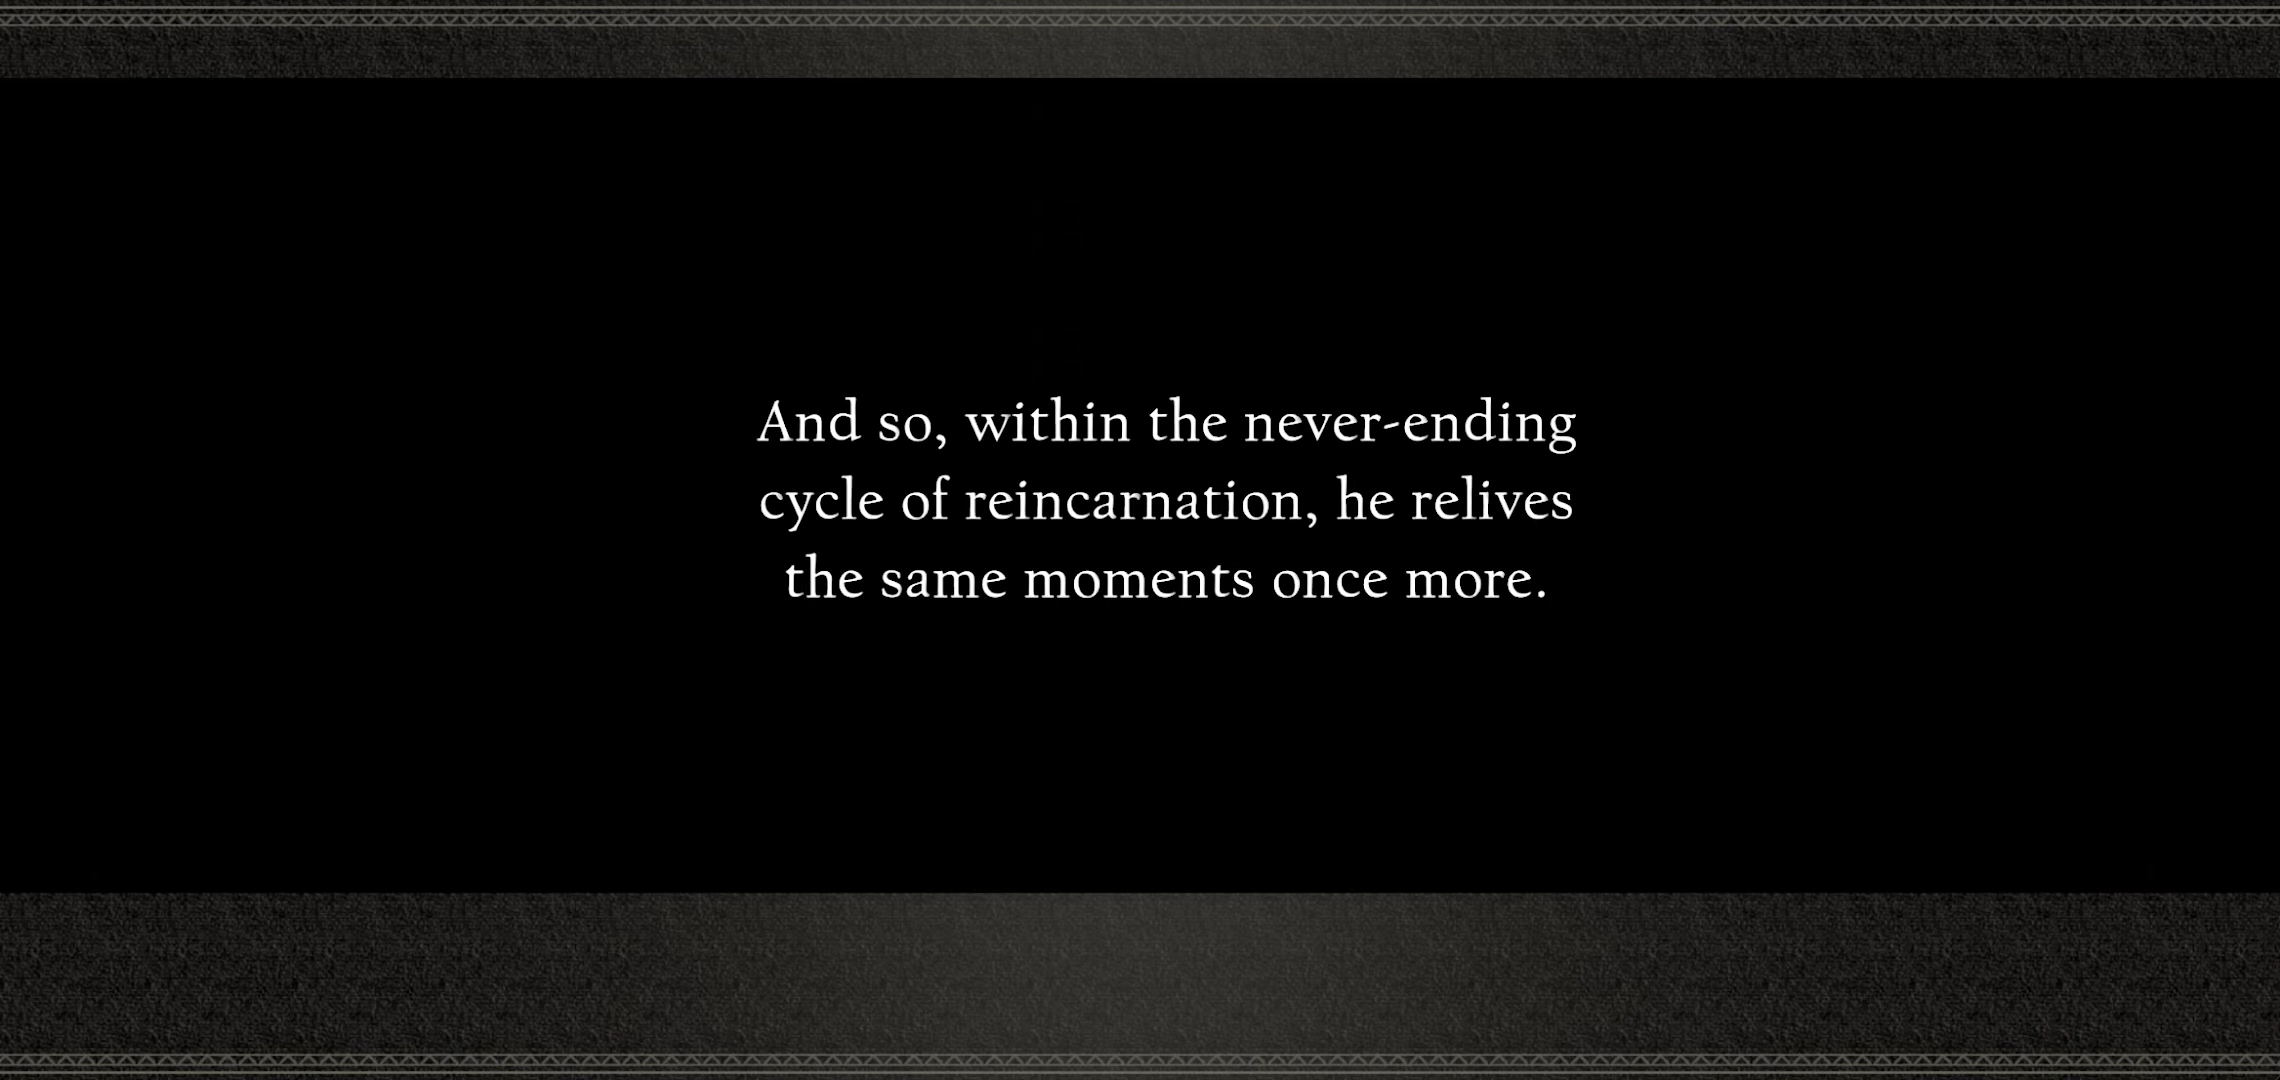 And so, within the never-ending
cycle of reincarnation, he relives
the same moments once more.